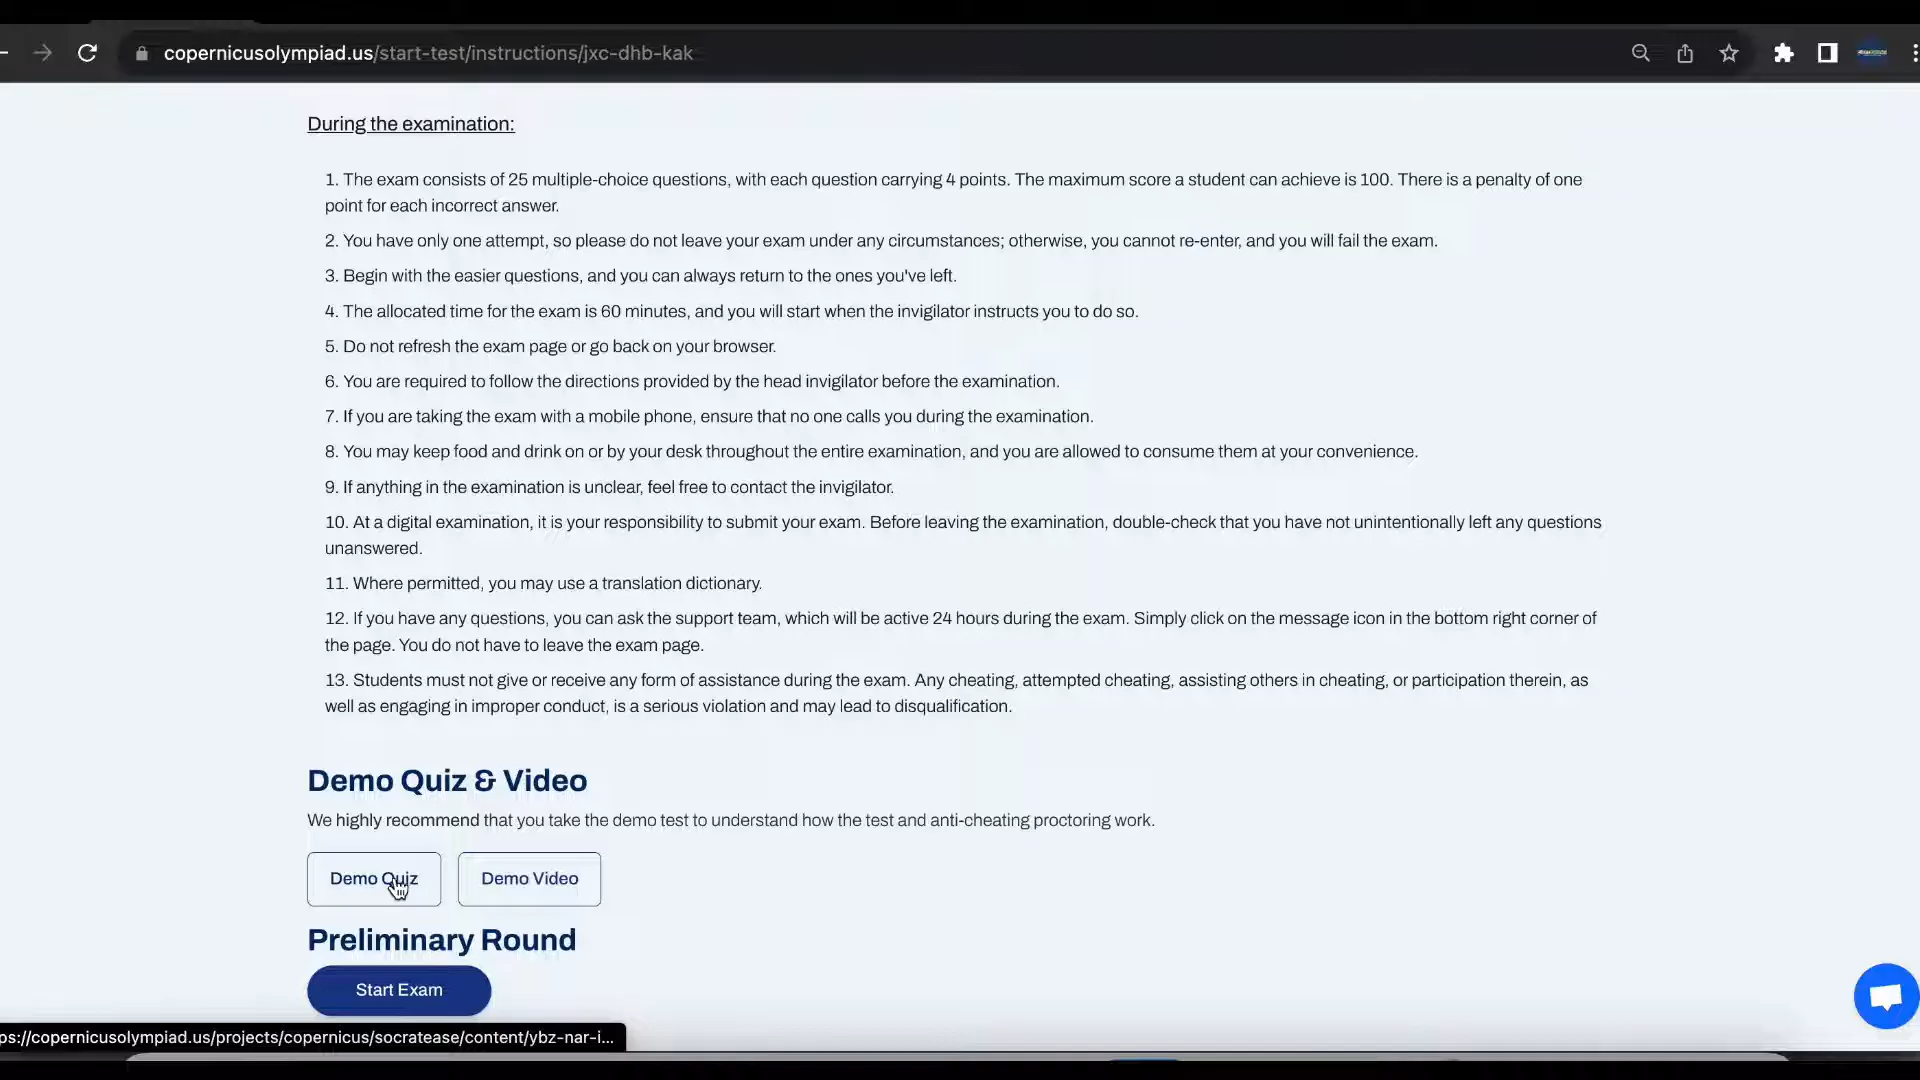 copernicusolympiad.us/start-test/instructions/jxc-dhb-kak
During the examination:
1. The exam consists of 25 multiple-choice questions, with each question carrying 4 points. The maximum score a student can achieve is 100. There is a penalty of one
point for each incorrect answer.
2. You have only one attempt, so please do not leave your exam under any circumstances; otherwise, you cannot re-enter, and you will fail the exam.
3. Begin with the easier questions, and you can always return to the ones you've left.
4. The allocated time for the exam is 60 minutes, and you will start when the invigilator instructs you to do so.
5. Do not refresh the exam page or go back on your browser.
6. You are required to follow the directions provided by the head invigilator before the examination.
7. If you are taking the exam with a mobile phone, ensure that no one calls you during the examination.
8. You may keep food and drink on or by your desk throughout the entire examination, and you are allowed to consume them at your convenience.
9. If anything in the examination is unclear, feel free to contact the invigilator.
10. At a digital examination, it is your responsibility to submit your exam. Before leaving the examination, double-check that you have not unintentionally left any questions
unanswered.
11. Where permitted, you may use a translation dictionary.
12. If you have any questions, you can ask the support team, which will be active 24 hours during the exam. Simply click on the message icon in the bottom right corner of
the page. You do not have to leave the exam page.
13. Students must not give or receive any form of assistance during the exam. Any cheating, attempted cheating, assisting others in cheating, or participation therein, as
well as engaging in improper conduct, is a serious violation and may lead to disqualification.
Demo Quiz & Video
We highly recommend that you take the demo test to understand how the test and anti-cheating proctoring work.
Demo Quiz
Demo Video
Preliminary Round
Start Exam
ps://copernicusolympiad.us/projects/copernicus/socratease/content/ybz-nar-i...